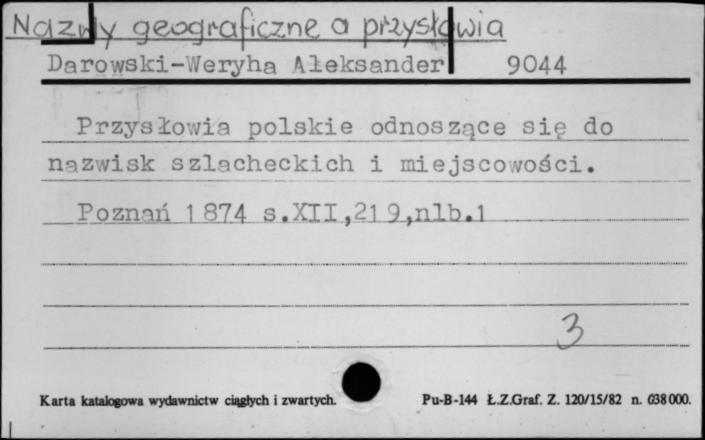 Nazwy geograficzne a przysłowia
Darowski-Weryha Aleksander 9044
Przysłowia polskie odnoszące się do
nazwisk szlacheckich i miejscowości.
Poznań 1874 s.XII,219,nlb.1
3
Karta katalogowa wydawnictw ciągłych i zwartych. Pu-B-144 Ł.Z.Graf. Z. 120/15/82 n. 638000.